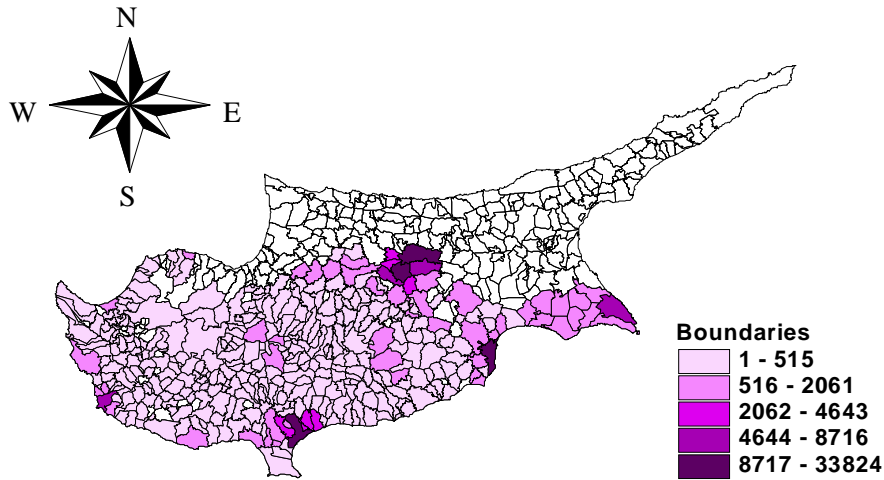 N
W E
S
Boundaries
1 - 515
516 - 2061
2062 - 4643
4644 - 8716
8717 - 33824